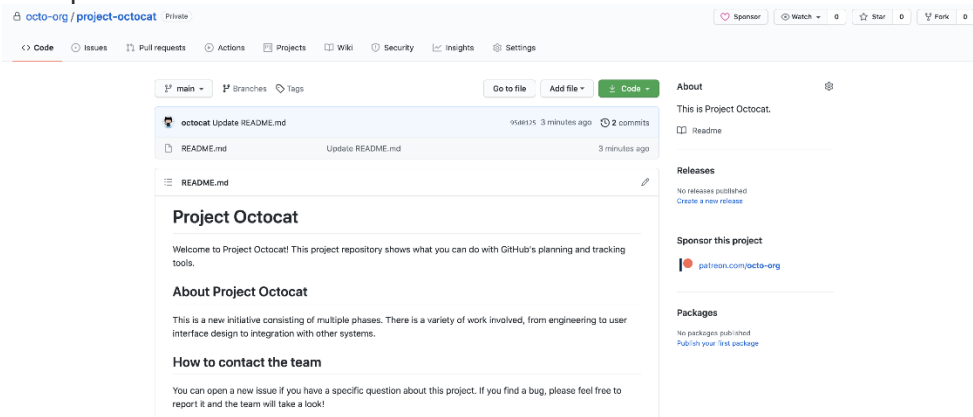 octo-org / project-octocat Private
Sponsor Watch 0 Star 0 Fork 0
Code Issues Pull requests Actions Projects Wiki Security Insights Settings
main Branches Tags Go to file Add file Code
octocat Update README.md 95d0125 3 minutes ago 2 commits
README.md Update README.md 3 minutes ago
README.md
Project Octocat
Welcome to Project Octocat! This project repository shows what you can do with GitHub's planning and tracking
tools.
About Project Octocat
This is a new initiative consisting of multiple phases. There is a variety of work involved, from engineering to user
interface design to integration with other systems.
How to contact the team
You can open a new issue if you have a specific question about this project. If you find a bug, please feel free to
report it and the team will take a look!
About
This is Project Octocat.
Readme
Releases
No releases published
Create a new release
Sponsor this project
patreon.com/octo-org
Packages
No packages published
Publish your first package